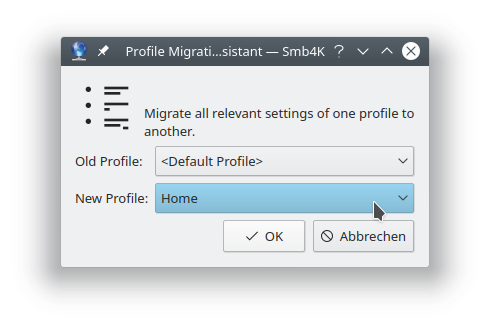 Profile Migrati...sistant — Smb4K
Migrate all relevant settings of one profile to
another.
Old Profile: <Default Profile>
New Profile: Home
OK Abbrechen